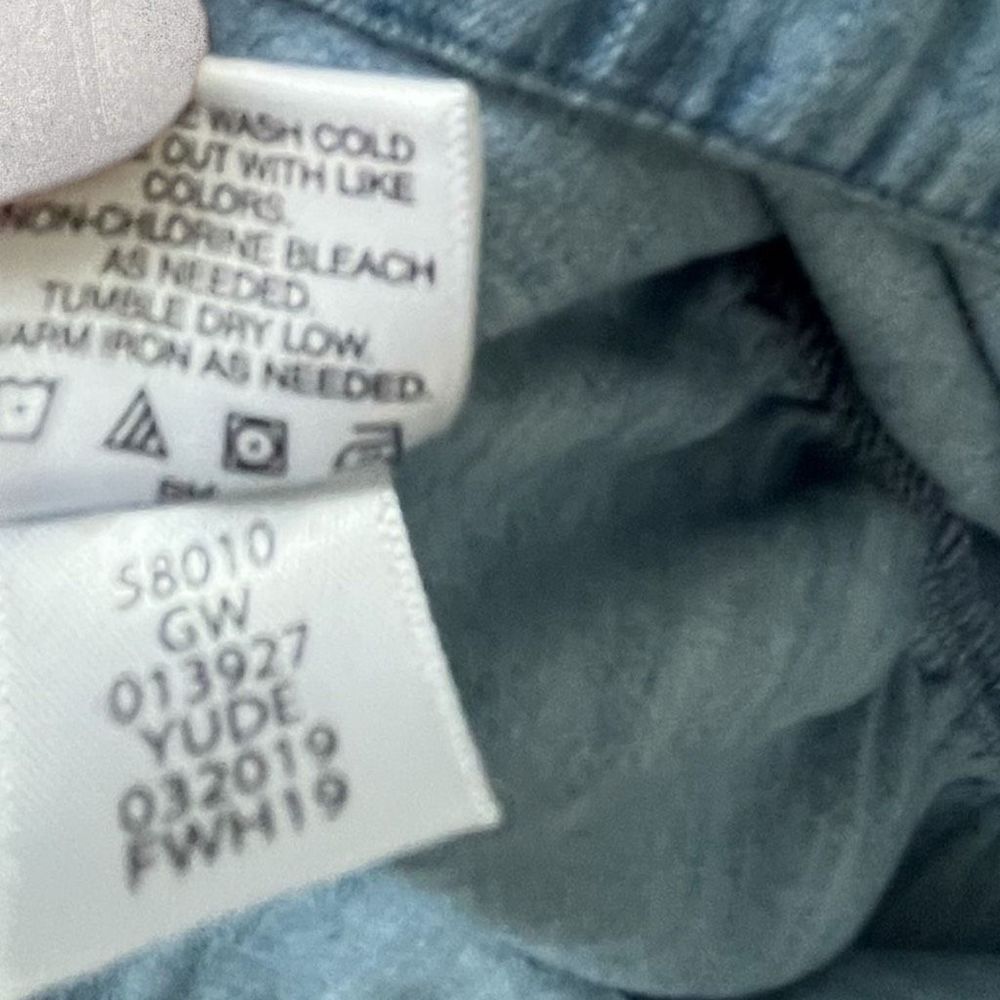 WASH COLD
OUT WITH LIKE
COLORS.
NON-CHLORINE BLEACH
AS NEEDED.
TUMBLE DRY LOW.
WARM IRON AS NEEDED.
S8010
GW
013927
YUDE
032019
FWH19